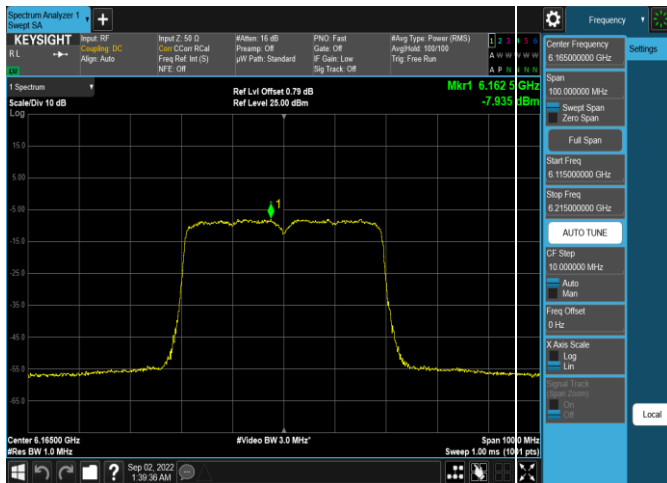 Spectrum Analyzer 1
Swept SA
+
Frequency
KEYSIGHT
R L
LU
Input: RF
Coupling: DC
Align: Auto
Input Z: 50 Ω
Corr CCorr RCal
Freq Ref: Int (S)
NFE: Off
#Atten: 16 dB
Preamp: Off
µW Path: Standard
PNO: Fast
Gate: Off
IF Gain: Low
Sig Track: Off
#Avg Type: Power (RMS)
Avg|Hold: 100/100
Trig: Free Run
1 2 3 4 5 6
A W W W W W
A P N N N N
1 Spectrum
Scale/Div 10 dB
Log
Ref Lvl Offset 0.79 dB
Ref Level 25.00 dBm
Mkr1 6.162 5 GHz
-7.935 dBm
15.0
5.00
-5.00
-15.0
-25.0
-35.0
-45.0
-55.0
-65.0
1
Center 6.16500 GHz
#Res BW 1.0 MHz
#Video BW 3.0 MHz*
Span 100.0 MHz
Sweep 1.00 ms (1001 pts)
Center Frequency
6.165000000 GHz
Span
100.000000 MHz
Swept Span
Zero Span
Full Span
Start Freq
6.115000000 GHz
Stop Freq
6.215000000 GHz
AUTO TUNE
CF Step
10.000000 MHz
Auto
Man
Freq Offset
0 Hz
X Axis Scale
Log
Lin
Signal Track
(Span Zoom)
On
Off
Settings
Local
?
Sep 02, 2022
1:39:36 AM